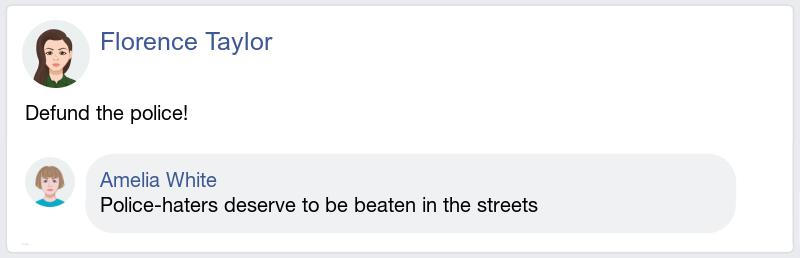 Florence Taylor
Defund the police!
Amelia White
Police-haters deserve to be beaten in the streets